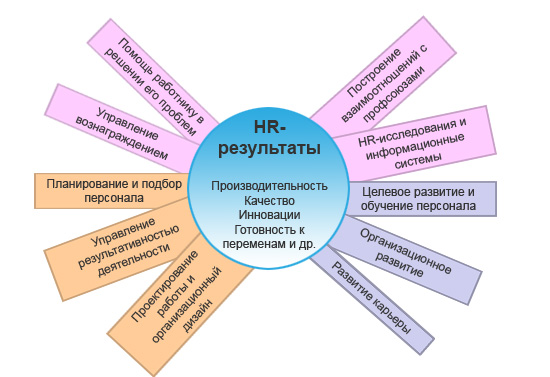 Помощь работнику в
решении его проблем
Управление
вознаграждением
Планирование и подбор
персонала
Управление
результативностью
деятельности
Проектирование
работы и
организационный
дизайн
HR-
результаты
Производительность
Качество
Инновации
Готовность к
переменам и др.
Построение
взаимоотношений с
профсоюзами
HR-исследования и
информационные
системы
Целевое развитие и
обучение персонала
Организационное
развитие
Развитие карьеры